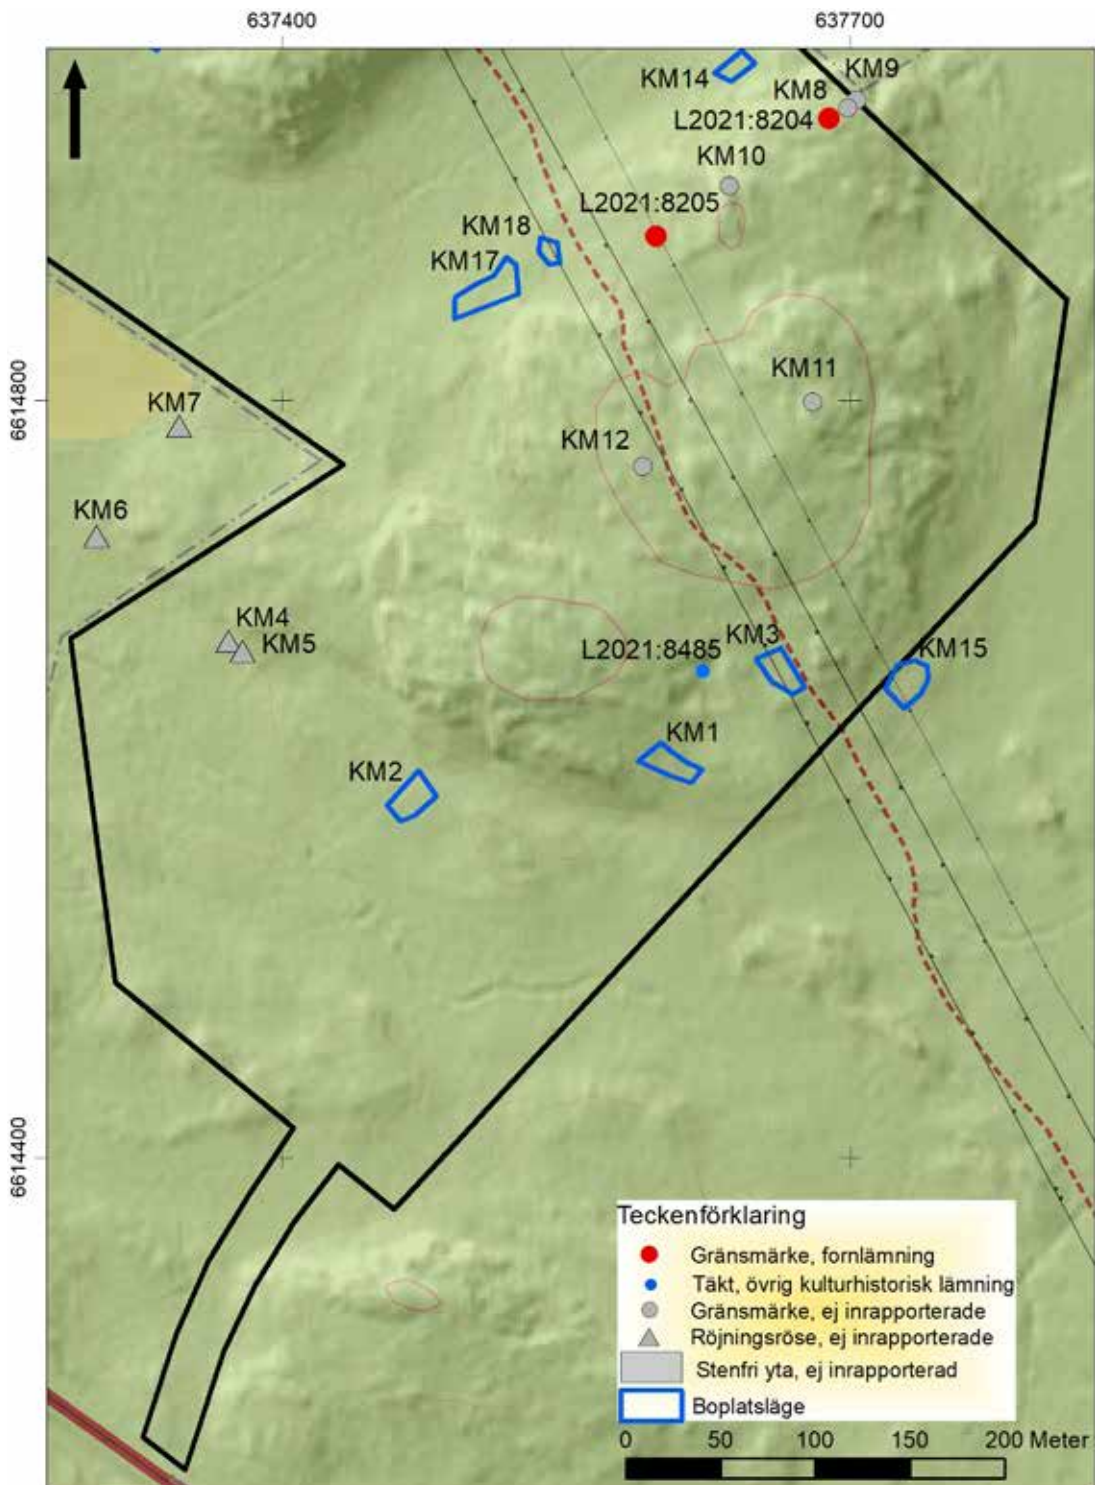 637400
637700
KM9
KM14
KM8
L2021:8204
KM10
L2021:8205
KM18
KM17
6614800
KM11
KM7
KM12
KM6
KM4
KM5
KM3
L2021:8485
KM15
KM1
KM2
6614400
Teckenförklaring
Gränsmärke, fornlämning
Täkt, övrig kulturhistorisk lämning
Gränsmärke, ej inrapporterade
Röjningsröse, ej inrapporterade
Stenfri yta, ej inrapporterad
Boplatsläge
0 50 100 150 200 Meter